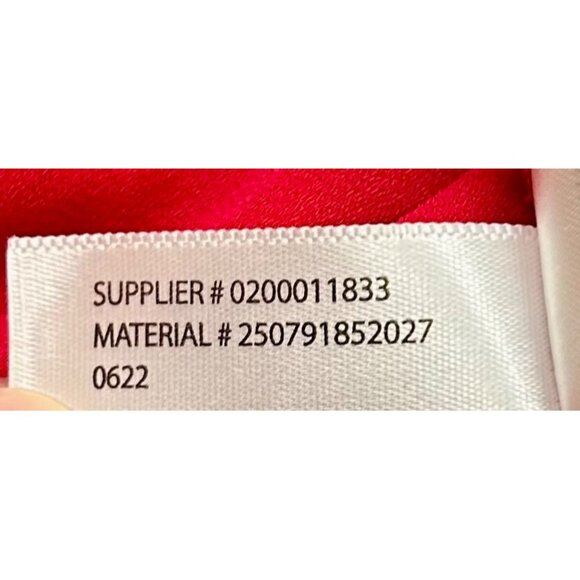 SUPPLIER # 0200011833
MATERIAL # 250791852027
0622